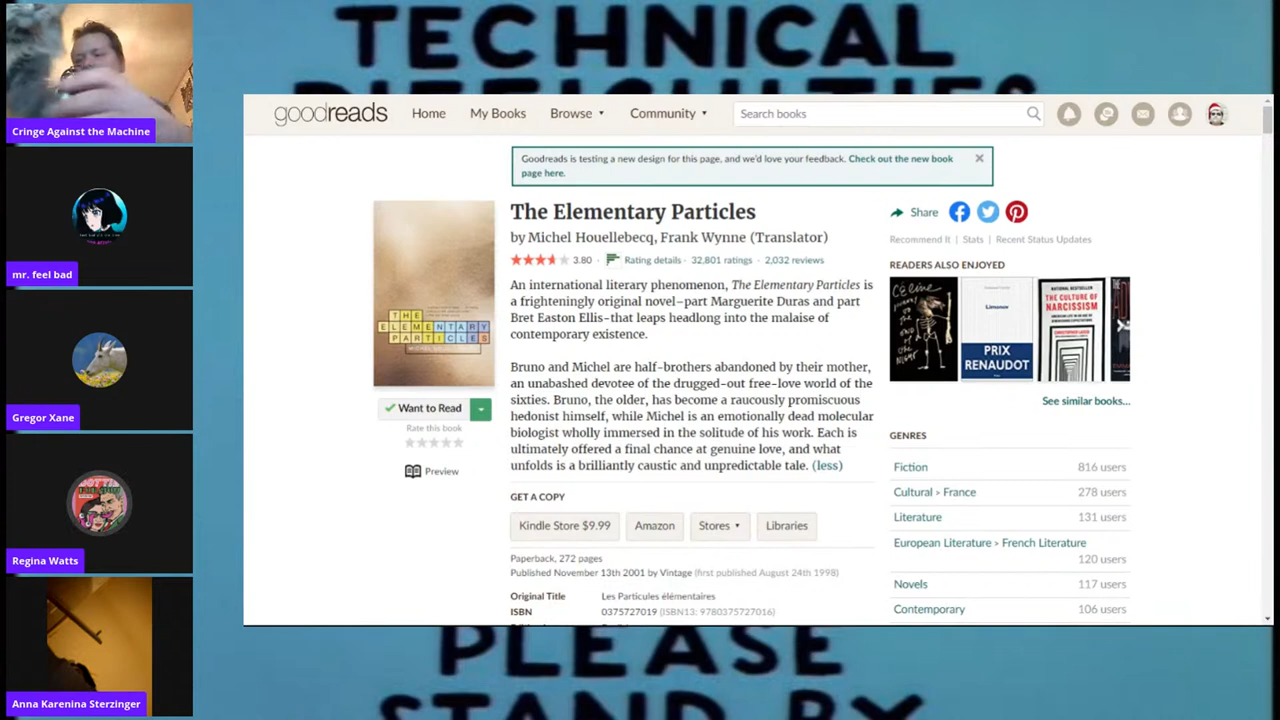 TECHNICAL
DIFFICULTIES
Cringe Against the Machine
mr. feel bad
Gregor Xane
Regina Watts
Anna Karenina Sterzinger
goodreads
Home
My Books
Browse
Community
Search books
Goodreads is testing a new design for this page, and we'd love your feedback. Check out the new book
page here.
THE
ELEMENTARY
PARTICLES
Want to Read
Rate this book
Preview
The Elementary Particles
by Michel Houellebecq, Frank Wynne (Translator)
3.80 Rating details · 32,801 ratings · 2,032 reviews
An international literary phenomenon, The Elementary Particles is
a frighteningly original novel–part Marguerite Duras and part
Bret Easton Ellis–that leaps headlong into the malaise of
contemporary existence.
Bruno and Michel are half-brothers abandoned by their mother,
an unabashed devotee of the drugged-out free-love world of the
sixties. Bruno, the older, has become a raucously promiscuous
hedonist himself, while Michel is an emotionally dead molecular
biologist wholly immersed in the solitude of his work. Each is
ultimately offered a final chance at genuine love, and what
unfolds is a brilliantly caustic and unpredictable tale. (less)
GET A COPY
Kindle Store $9.99
Amazon
Stores
Libraries
Paperback, 272 pages
Published November 13th 2001 by Vintage (first published August 24th 1998)
Original Title Les Particules élémentaires
ISBN 0375727019 (ISBN13: 9780375727016)
Share
Recommend It | Stats | Recent Status Updates
READERS ALSO ENJOYED
Limonov
PRIX
RENAUDOT
THE CULTURE OF
NARCISSISM
See similar books…
GENRES
Fiction 816 users
Cultural > France 278 users
Literature 131 users
European Literature > French Literature
120 users
Novels 117 users
Contemporary 106 users
PLEASE
STAND BY